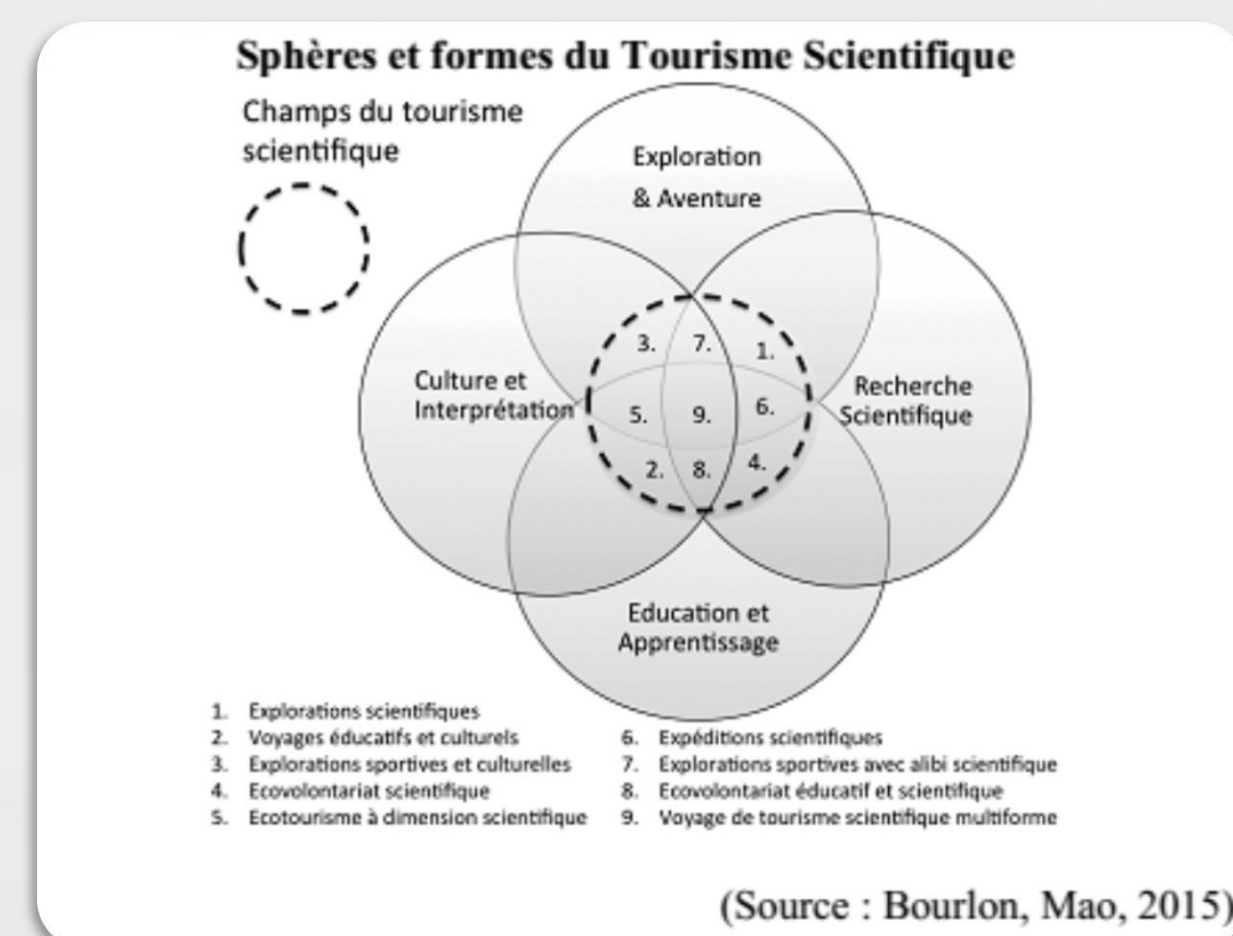 Sphères et formes du Tourisme Scientifique
Champs du tourisme
scientifique
Exploration
& Aventure
Culture et
Interprétation
Recherche
Scientifique
3.
7.
1.
5.
9.
6.
2.
8.
4.
Education et
Apprentissage
1. Explorations scientifiques
2. Voyages éducatifs et culturels
3. Explorations sportives et culturelles
4. Ecovolontariat scientifique
5. Ecotourisme à dimension scientifique
6. Expéditions scientifiques
7. Explorations sportives avec alibi scientifique
8. Ecovolontariat éducatif et scientifique
9. Voyage de tourisme scientifique multiforme
(Source : Bourlon, Mao, 2015)